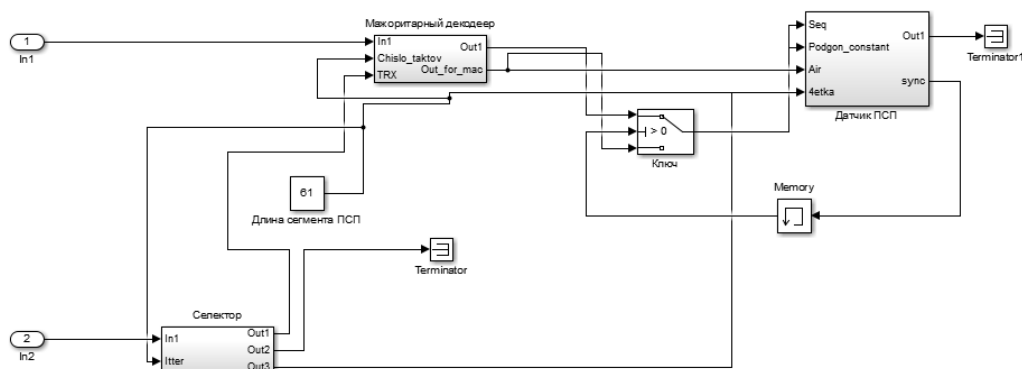 Мажоритарный декодеер
1
In1
In1
Chislo_taktov
TRX
Out1
Out_for_mac
Seq
Podgon_constant
Air
4etka
Out1
sync
Датчик ПСП
Terminator1
> 0
Ключ
61
Длина сегмента ПСП
Memory
Terminator
Селектор
2
In2
In1
Itter
Out1
Out2
Out3